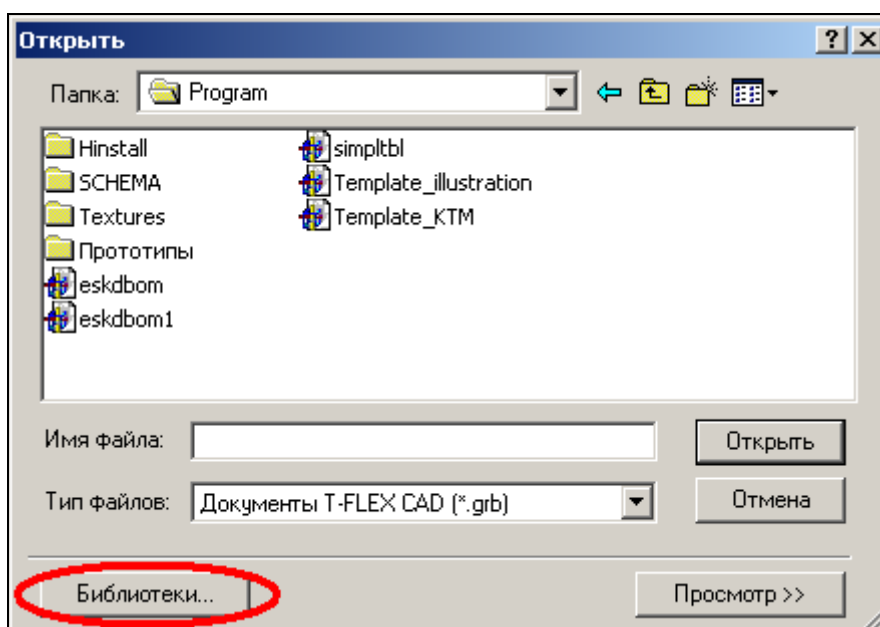 Открыть
Папка: Program
Hinstall
SCHEMA
Textures
Прототипы
eskdbom
eskdbom1
simpltbl
Template_illustration
Template_KTM
Имя файла:
Открыть
Тип файлов: Документы T-FLEX CAD (*.grb)
Отмена
Библиотеки... Просмотр >>